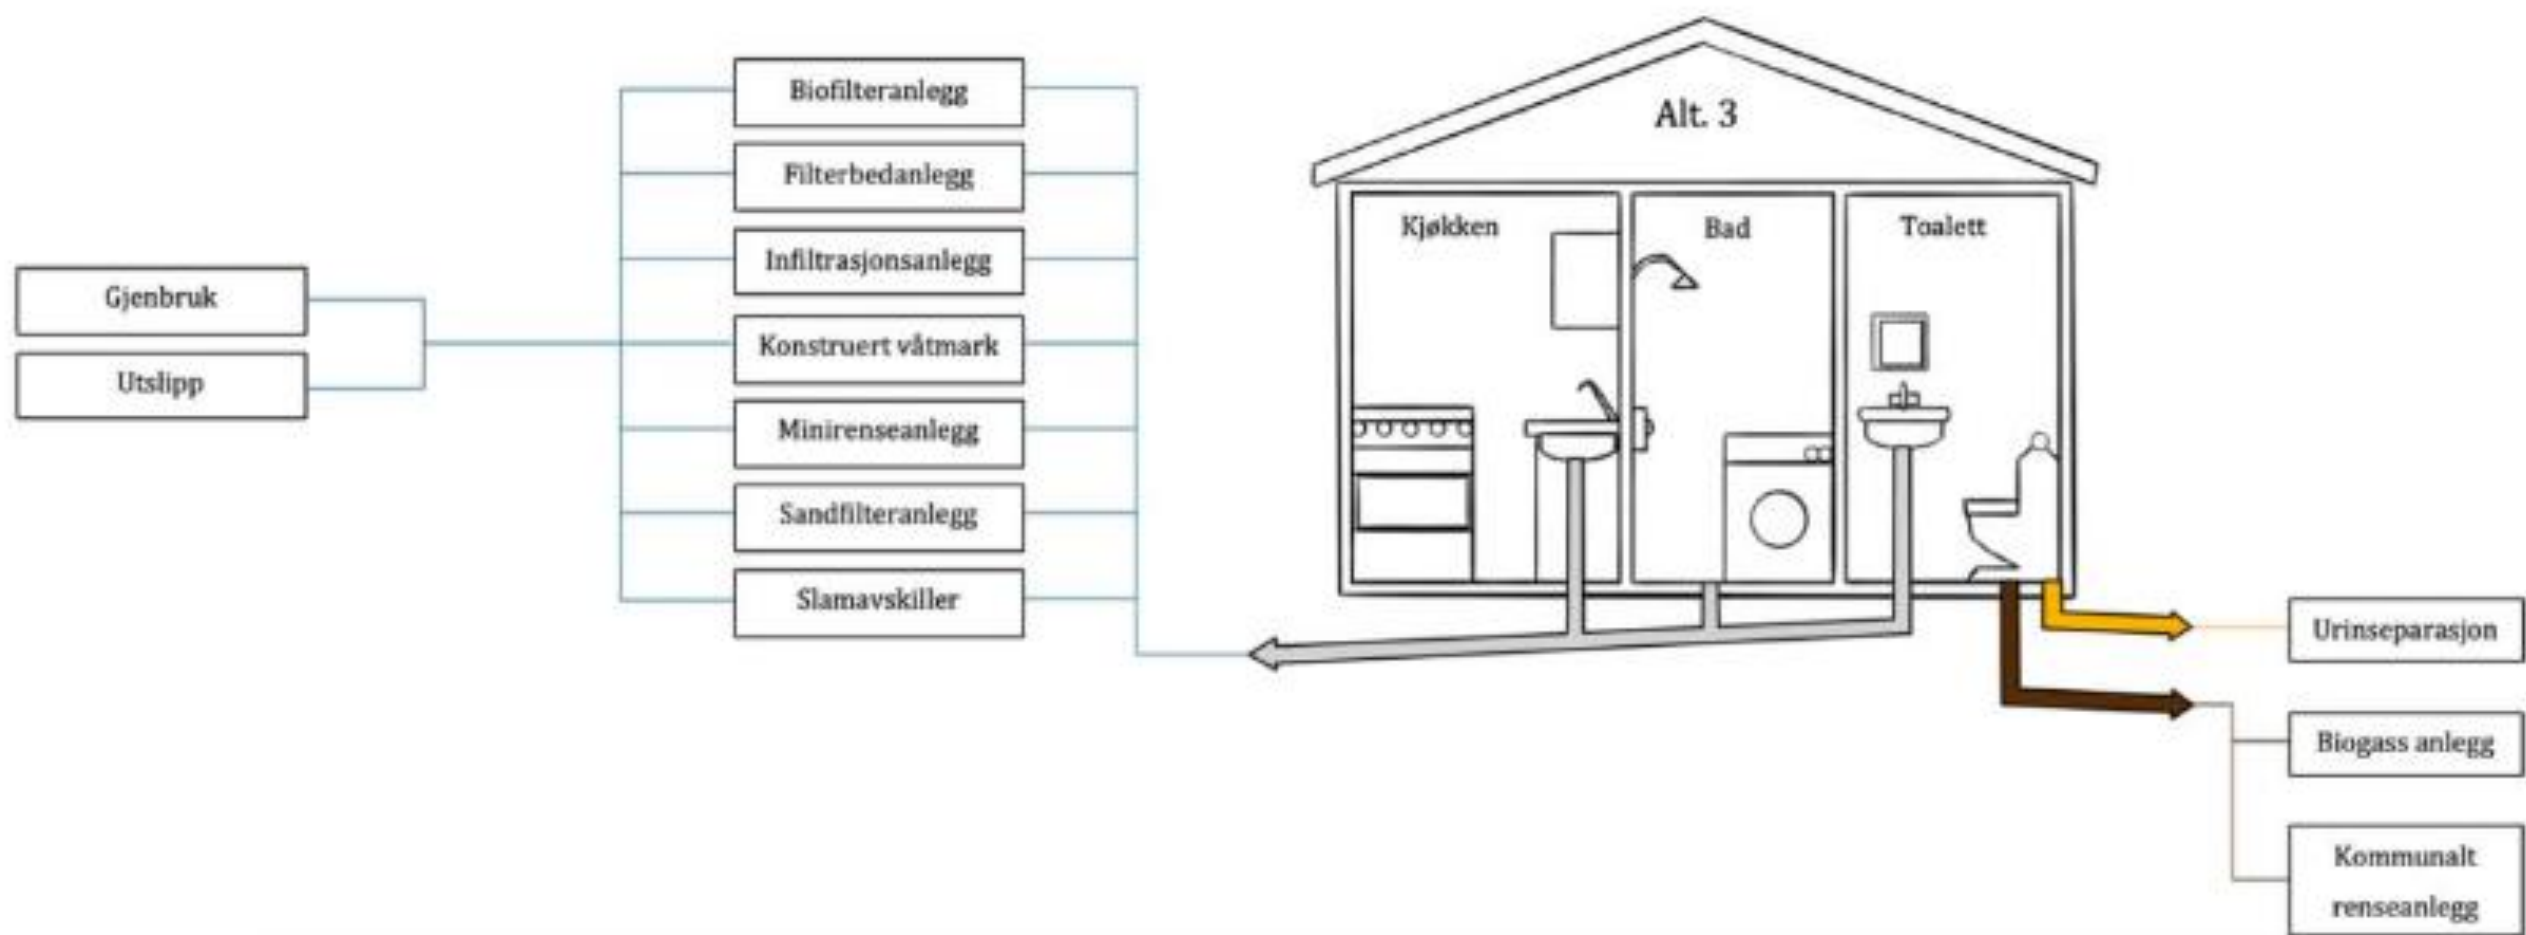 Alt. 3
Kjøkken
Bad
Toalett
Biofilteranlegg
Filterbedanlegg
Infiltrasjonsanlegg
Konstruert våtmark
Minirenseanlegg
Sandfilteranlegg
Slamavskiller
Gjenbruk
Utslipp
Urinseparasjon
Biogass anlegg
Kommunalt
renseanlegg